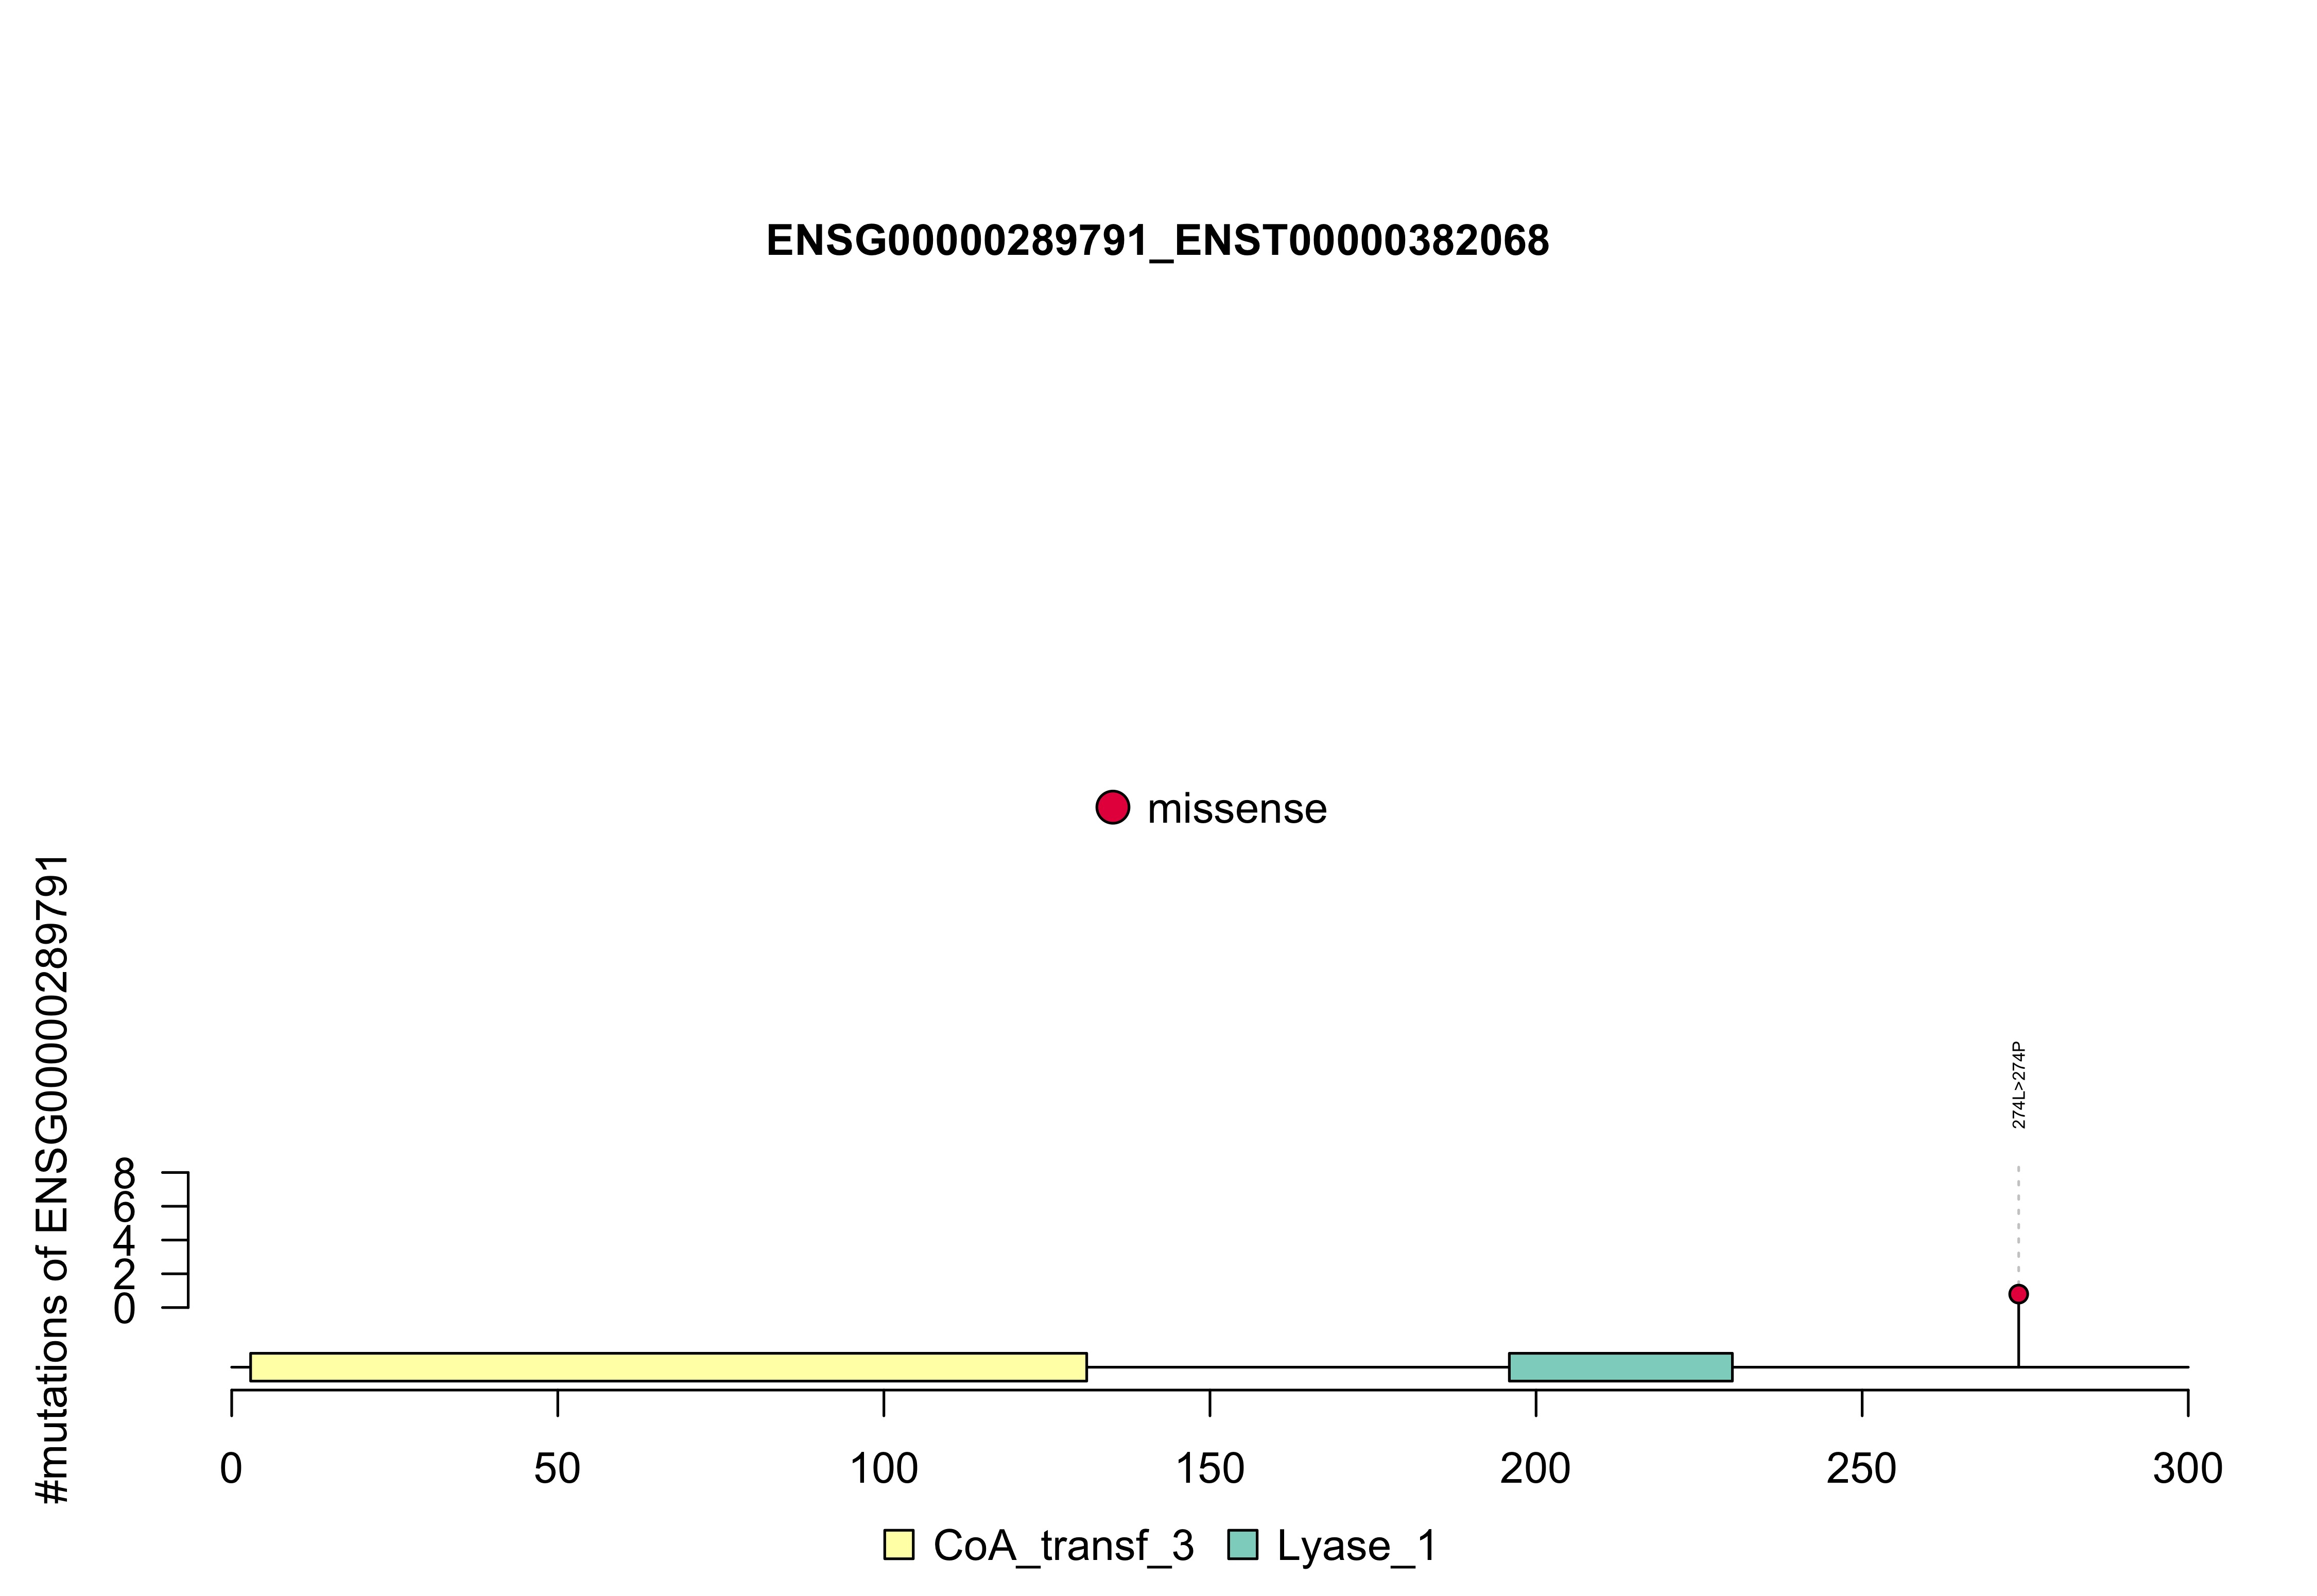 ENSG00000289791_ENST00000382068
missense
#mutations of ENSG00000289791
274L>274P
8
6
4
2
0
0 50 100 150 200 250 300
CoA_transf_3 Lyase_1